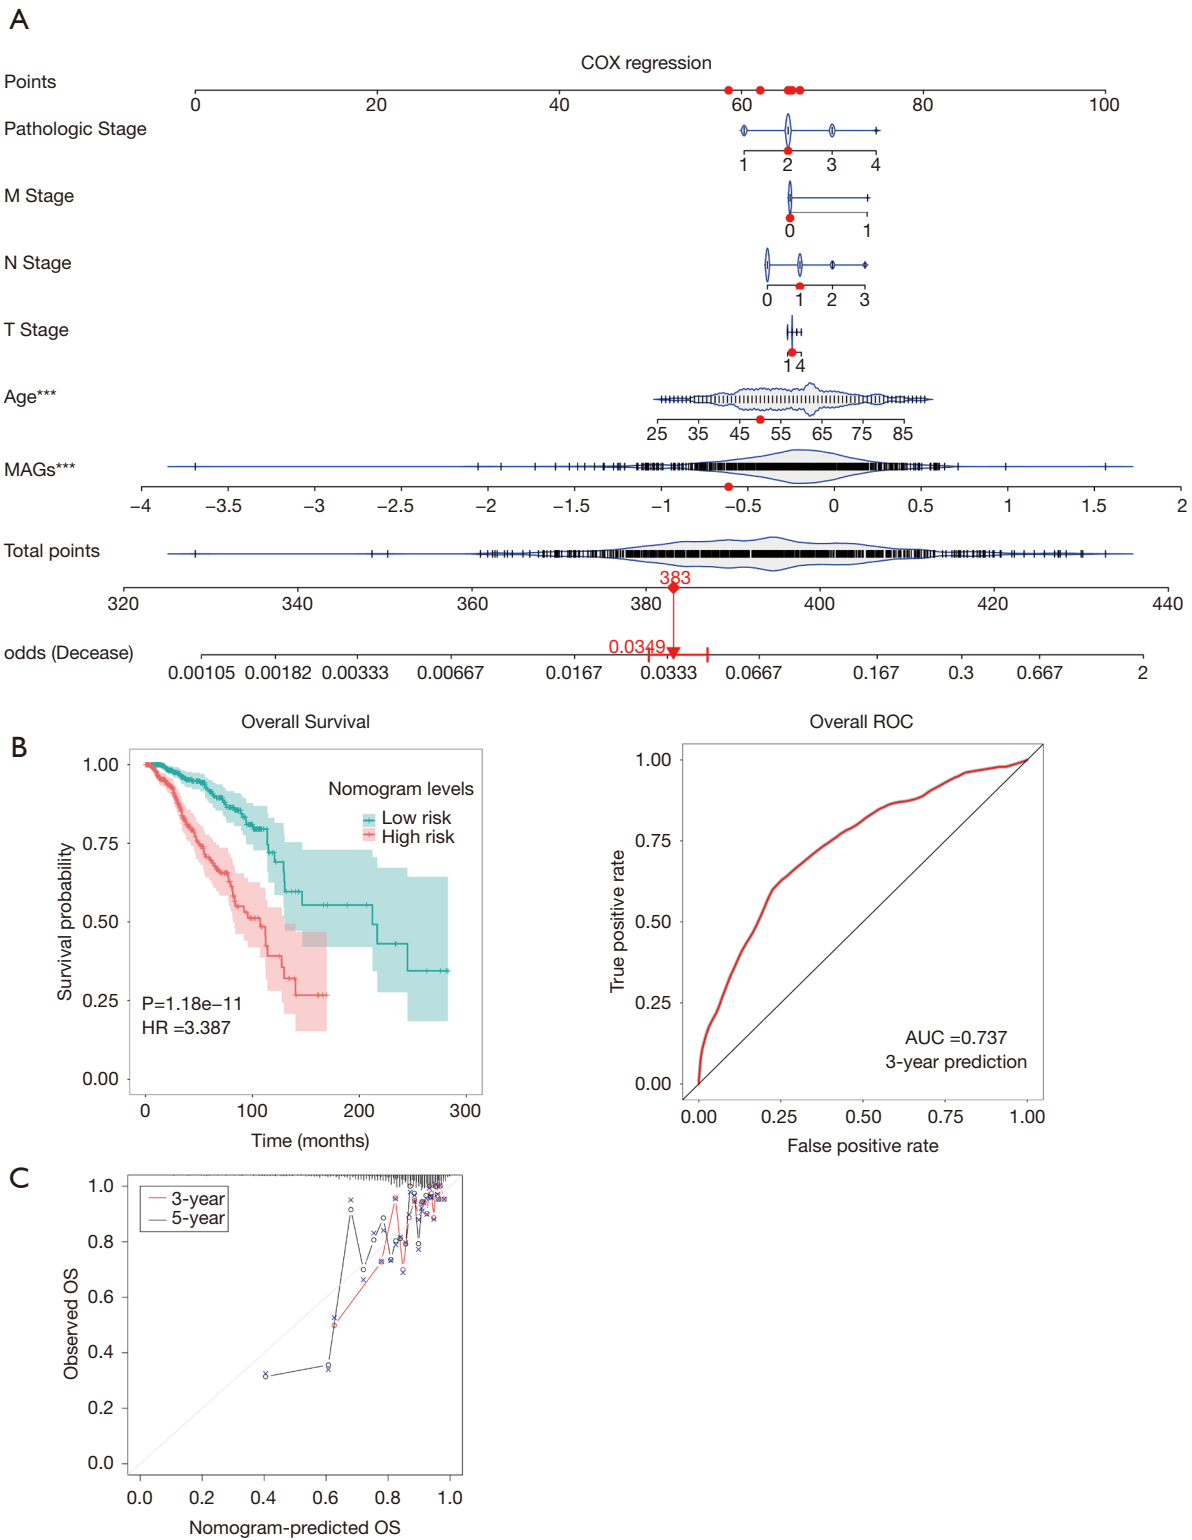 A
COX regression
Points
0 20 40 60 80 100
Pathologic Stage
1 2 3 4
M Stage
0 1
N Stage
0 1 2 3
T Stage
1 4
Age***
25 35 45 55 65 75 85
MAGs***
−4 −3.5 −3 −2.5 −2 −1.5 −1 −0.5 0 0.5 1 1.5 2
Total points
383
320 340 360 380 400 420 440
0.0349
odds (Decease)
0.00105 0.00182 0.00333 0.00667 0.0167 0.0333 0.0667 0.167 0.3 0.667 2
B
Overall Survival
1.00
0.75
0.50
0.25
0.00
Survival probability
Nomogram levels
Low risk
High risk
P=1.18e−11
HR =3.387
0 100 200 300
Time (months)
Overall ROC
1.00
0.75
0.50
0.25
0.00
True positive rate
AUC =0.737
3-year prediction
0.00 0.25 0.50 0.75 1.00
False positive rate
C
1.0
0.8
0.6
0.4
0.2
0.0
Observed OS
3-year
5-year
0.0 0.2 0.4 0.6 0.8 1.0
Nomogram-predicted OS